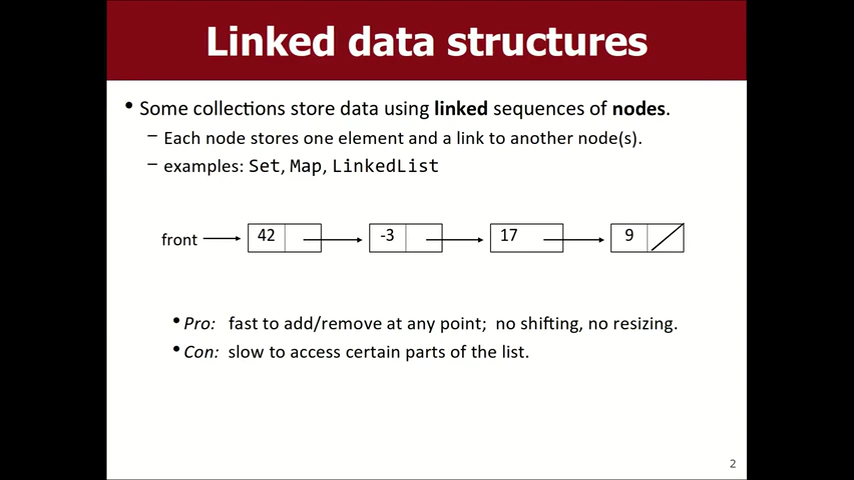 Linked data structures
• Some collections store data using linked sequences of nodes.
– Each node stores one element and a link to another node(s).
– examples: Set, Map, LinkedList
front 42 -3 17 9
• Pro: fast to add/remove at any point; no shifting, no resizing.
• Con: slow to access certain parts of the list.
2